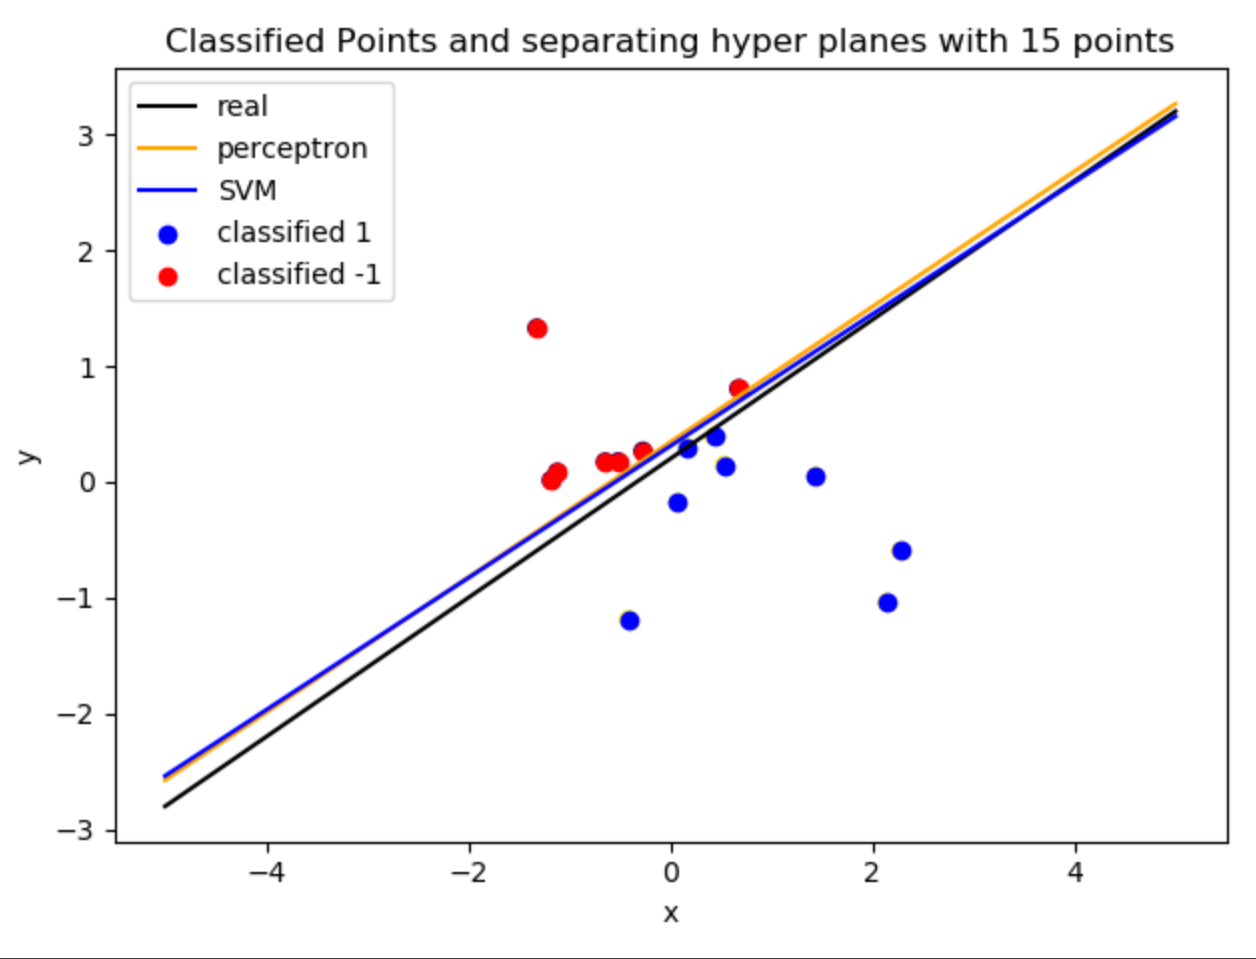 Classified Points and separating hyper planes with 15 points
real
perceptron
SVM
classified 1
classified -1
3
2
1
0
−1
−2
−3
y
−4
−2
0
2
4
x